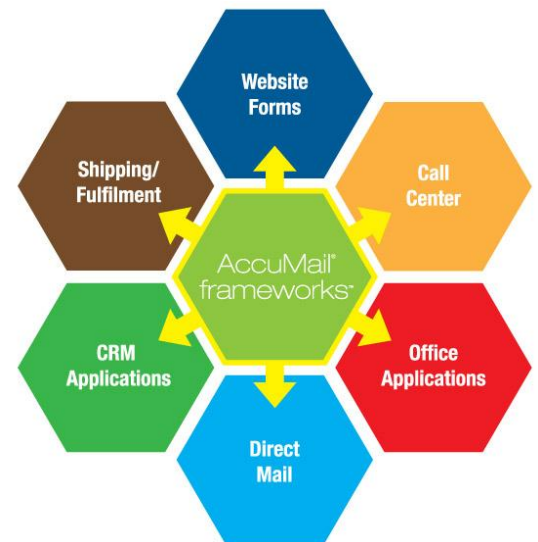 Website
Forms
Shipping/
Fulfilment
Call
Center
AccuMail®
frameworks™
CRM
Applications
Office
Applications
Direct
Mail